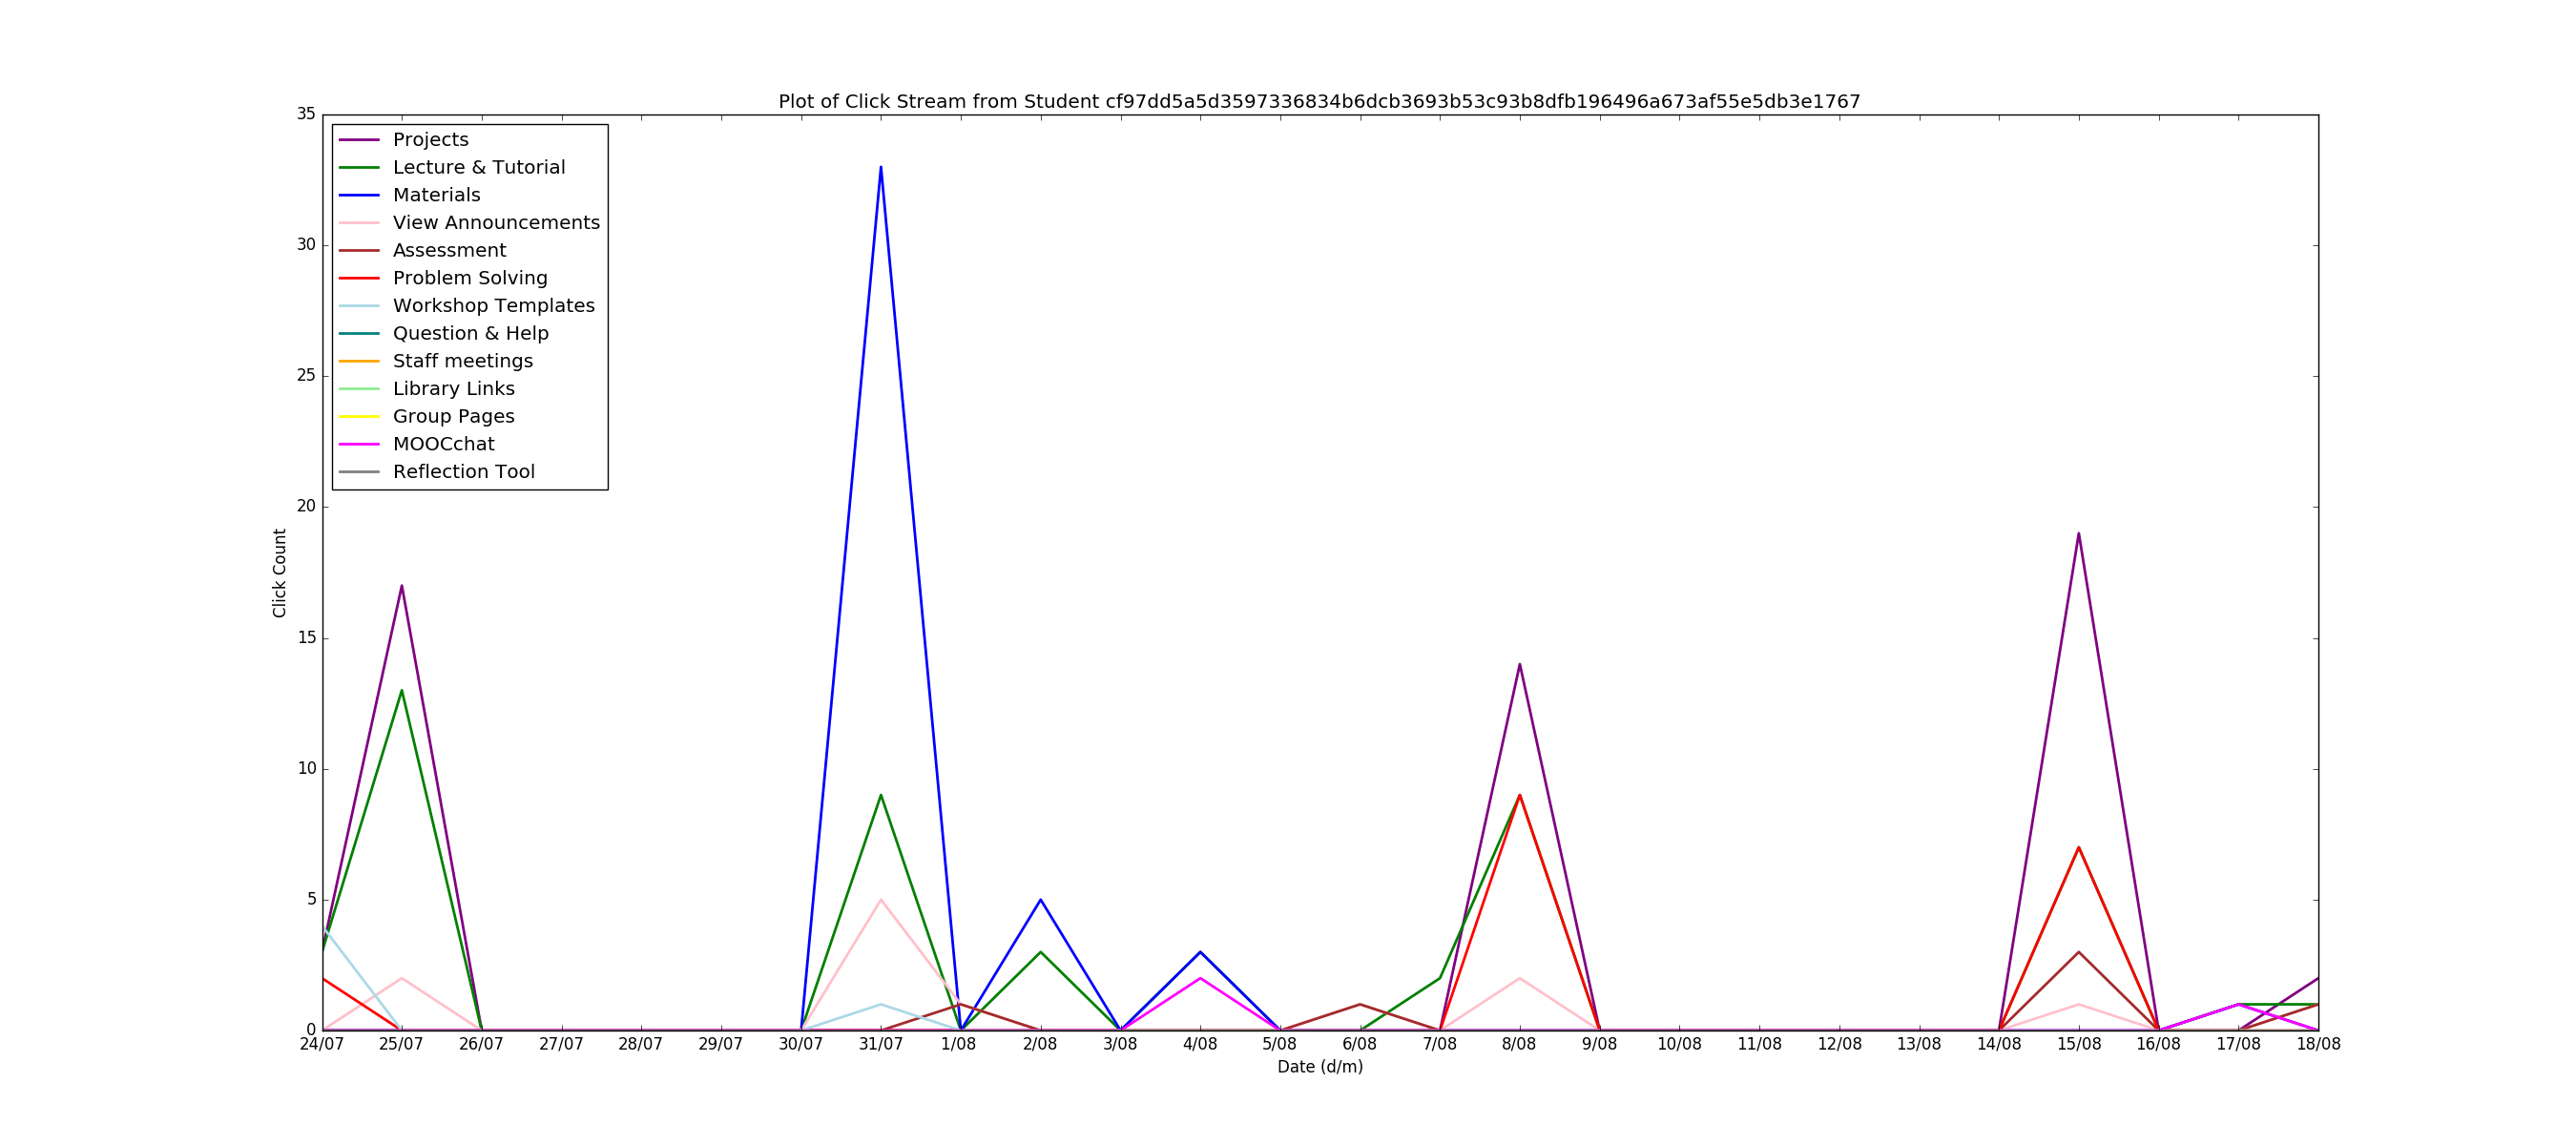 Plot of Click Stream from Student cf97dd5a5d3597336834b6dcb3693b53c93b8dfb196496a673af55e5db3e1767
35
30
25
20
15
10
5
0
Click Count
Projects
Lecture & Tutorial
Materials
View Announcements
Assessment
Problem Solving
Workshop Templates
Question & Help
Staff meetings
Library Links
Group Pages
MOOCchat
Reflection Tool
24/07 25/07 26/07 27/07 28/07 29/07 30/07 31/07 1/08 2/08 3/08 4/08 5/08 6/08 7/08 8/08 9/08 10/08 11/08 12/08 13/08 14/08 15/08 16/08 17/08 18/08
Date (d/m)